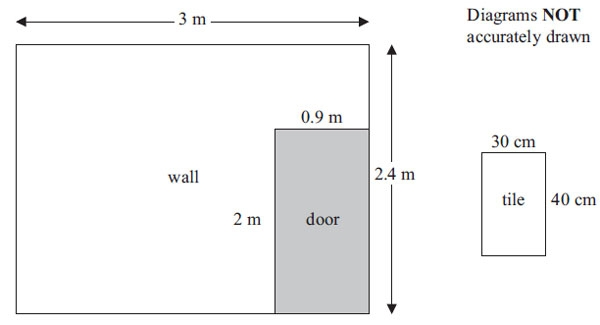 3 m
Diagrams NOT
accurately drawn
0.9 m
30 cm
wall
2.4 m
tile
40 cm
2 m
door